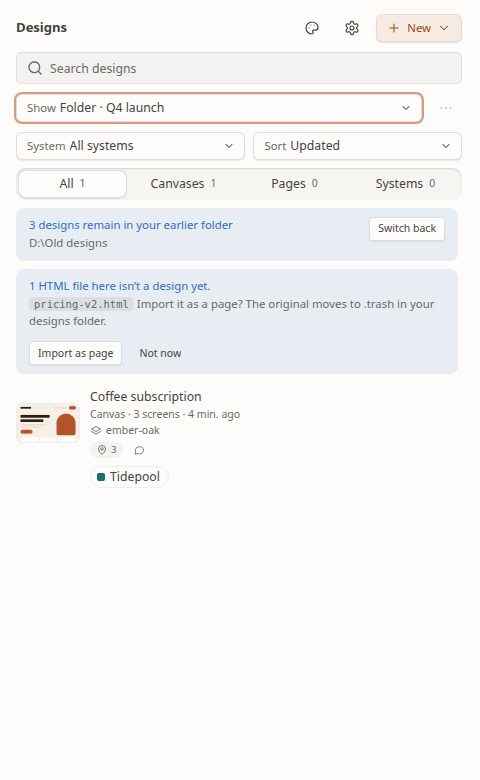 Designs
New
Search designs
Show Folder · Q4 launch
System All systems
Sort Updated
All 1
Canvases 1
Pages 0
Systems 0
3 designs remain in your earlier folder
D:\Old designs
Switch back
1 HTML file here isn’t a design yet.
pricing-v2.html Import it as a page? The original moves to .trash in your
designs folder.
Import as page
Not now
Coffee subscription
Canvas · 3 screens · 4 min. ago
ember-oak
3
Tidepool